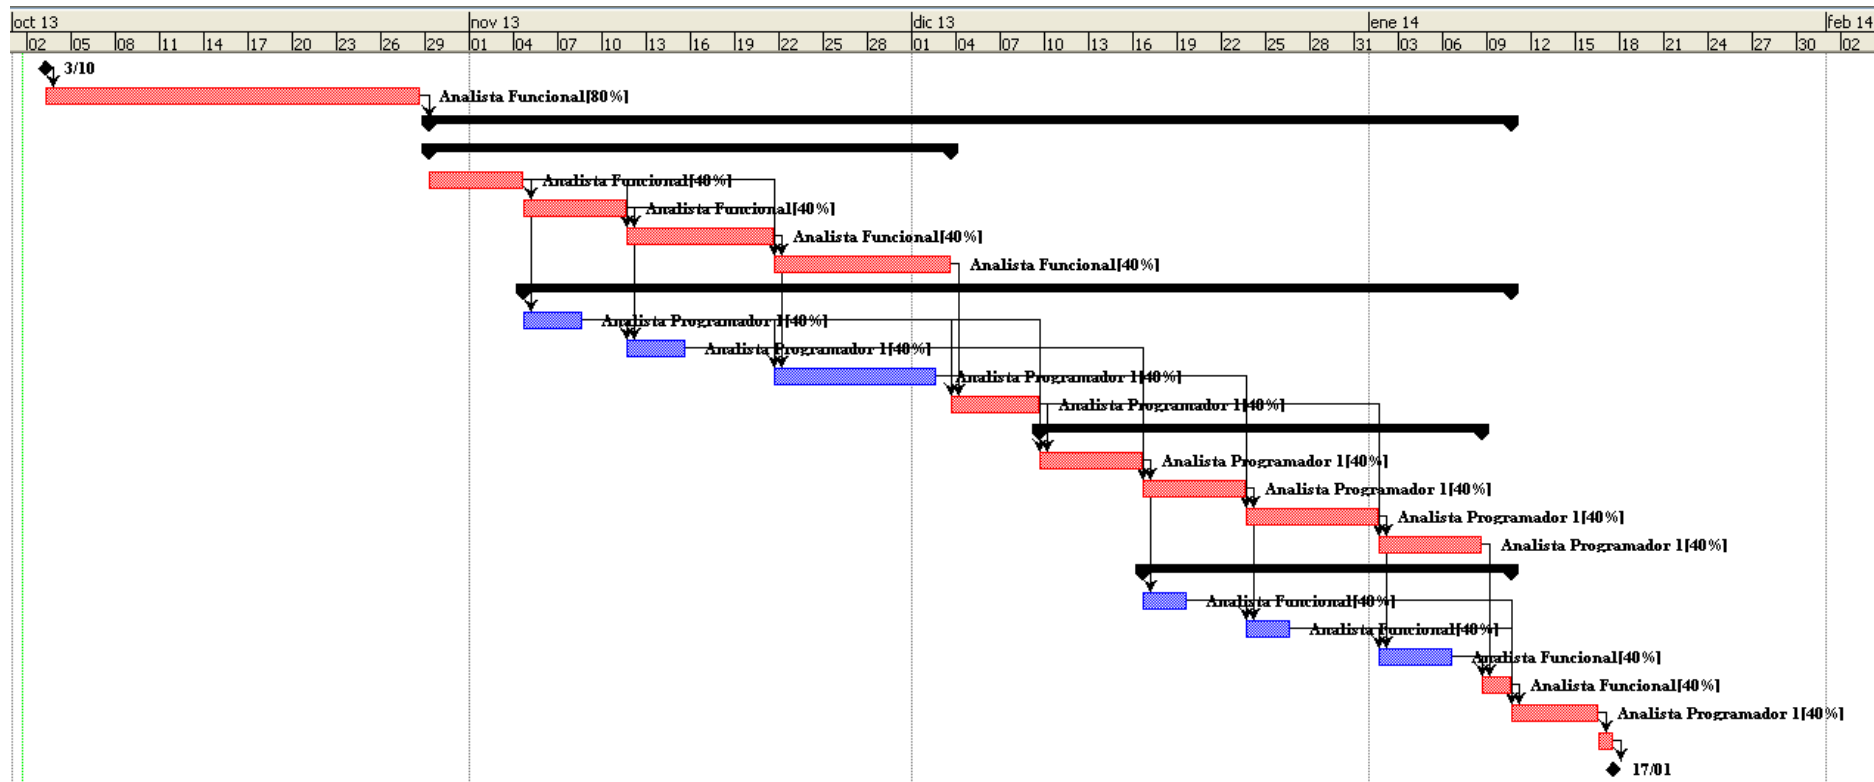 oct 13 nov 13 dic 13 ene 14 feb 14
02 05 08 11 14 17 20 23 26 29 01 04 07 10 13 16 19 22 25 28 01 04 07 10 13 16 19 22 25 28 31 03 06 09 12 15 18 21 24 27 30 02
3/10
Analista Funcional[80%]
Analista Funcional[40%]
Analista Funcional[40%]
Analista Funcional[40%]
Analista Funcional[40%]
Analista Programador 1[40%]
Analista Programador 1[40%]
Analista Programador 1[40%]
Analista Programador 1[40%]
Analista Programador 1[40%]
Analista Programador 1[40%]
Analista Programador 1[40%]
Analista Programador 1[40%]
Analista Funcional[40%]
Analista Funcional[40%]
Analista Funcional[40%]
Analista Funcional[40%]
Analista Programador 1[40%]
17/01